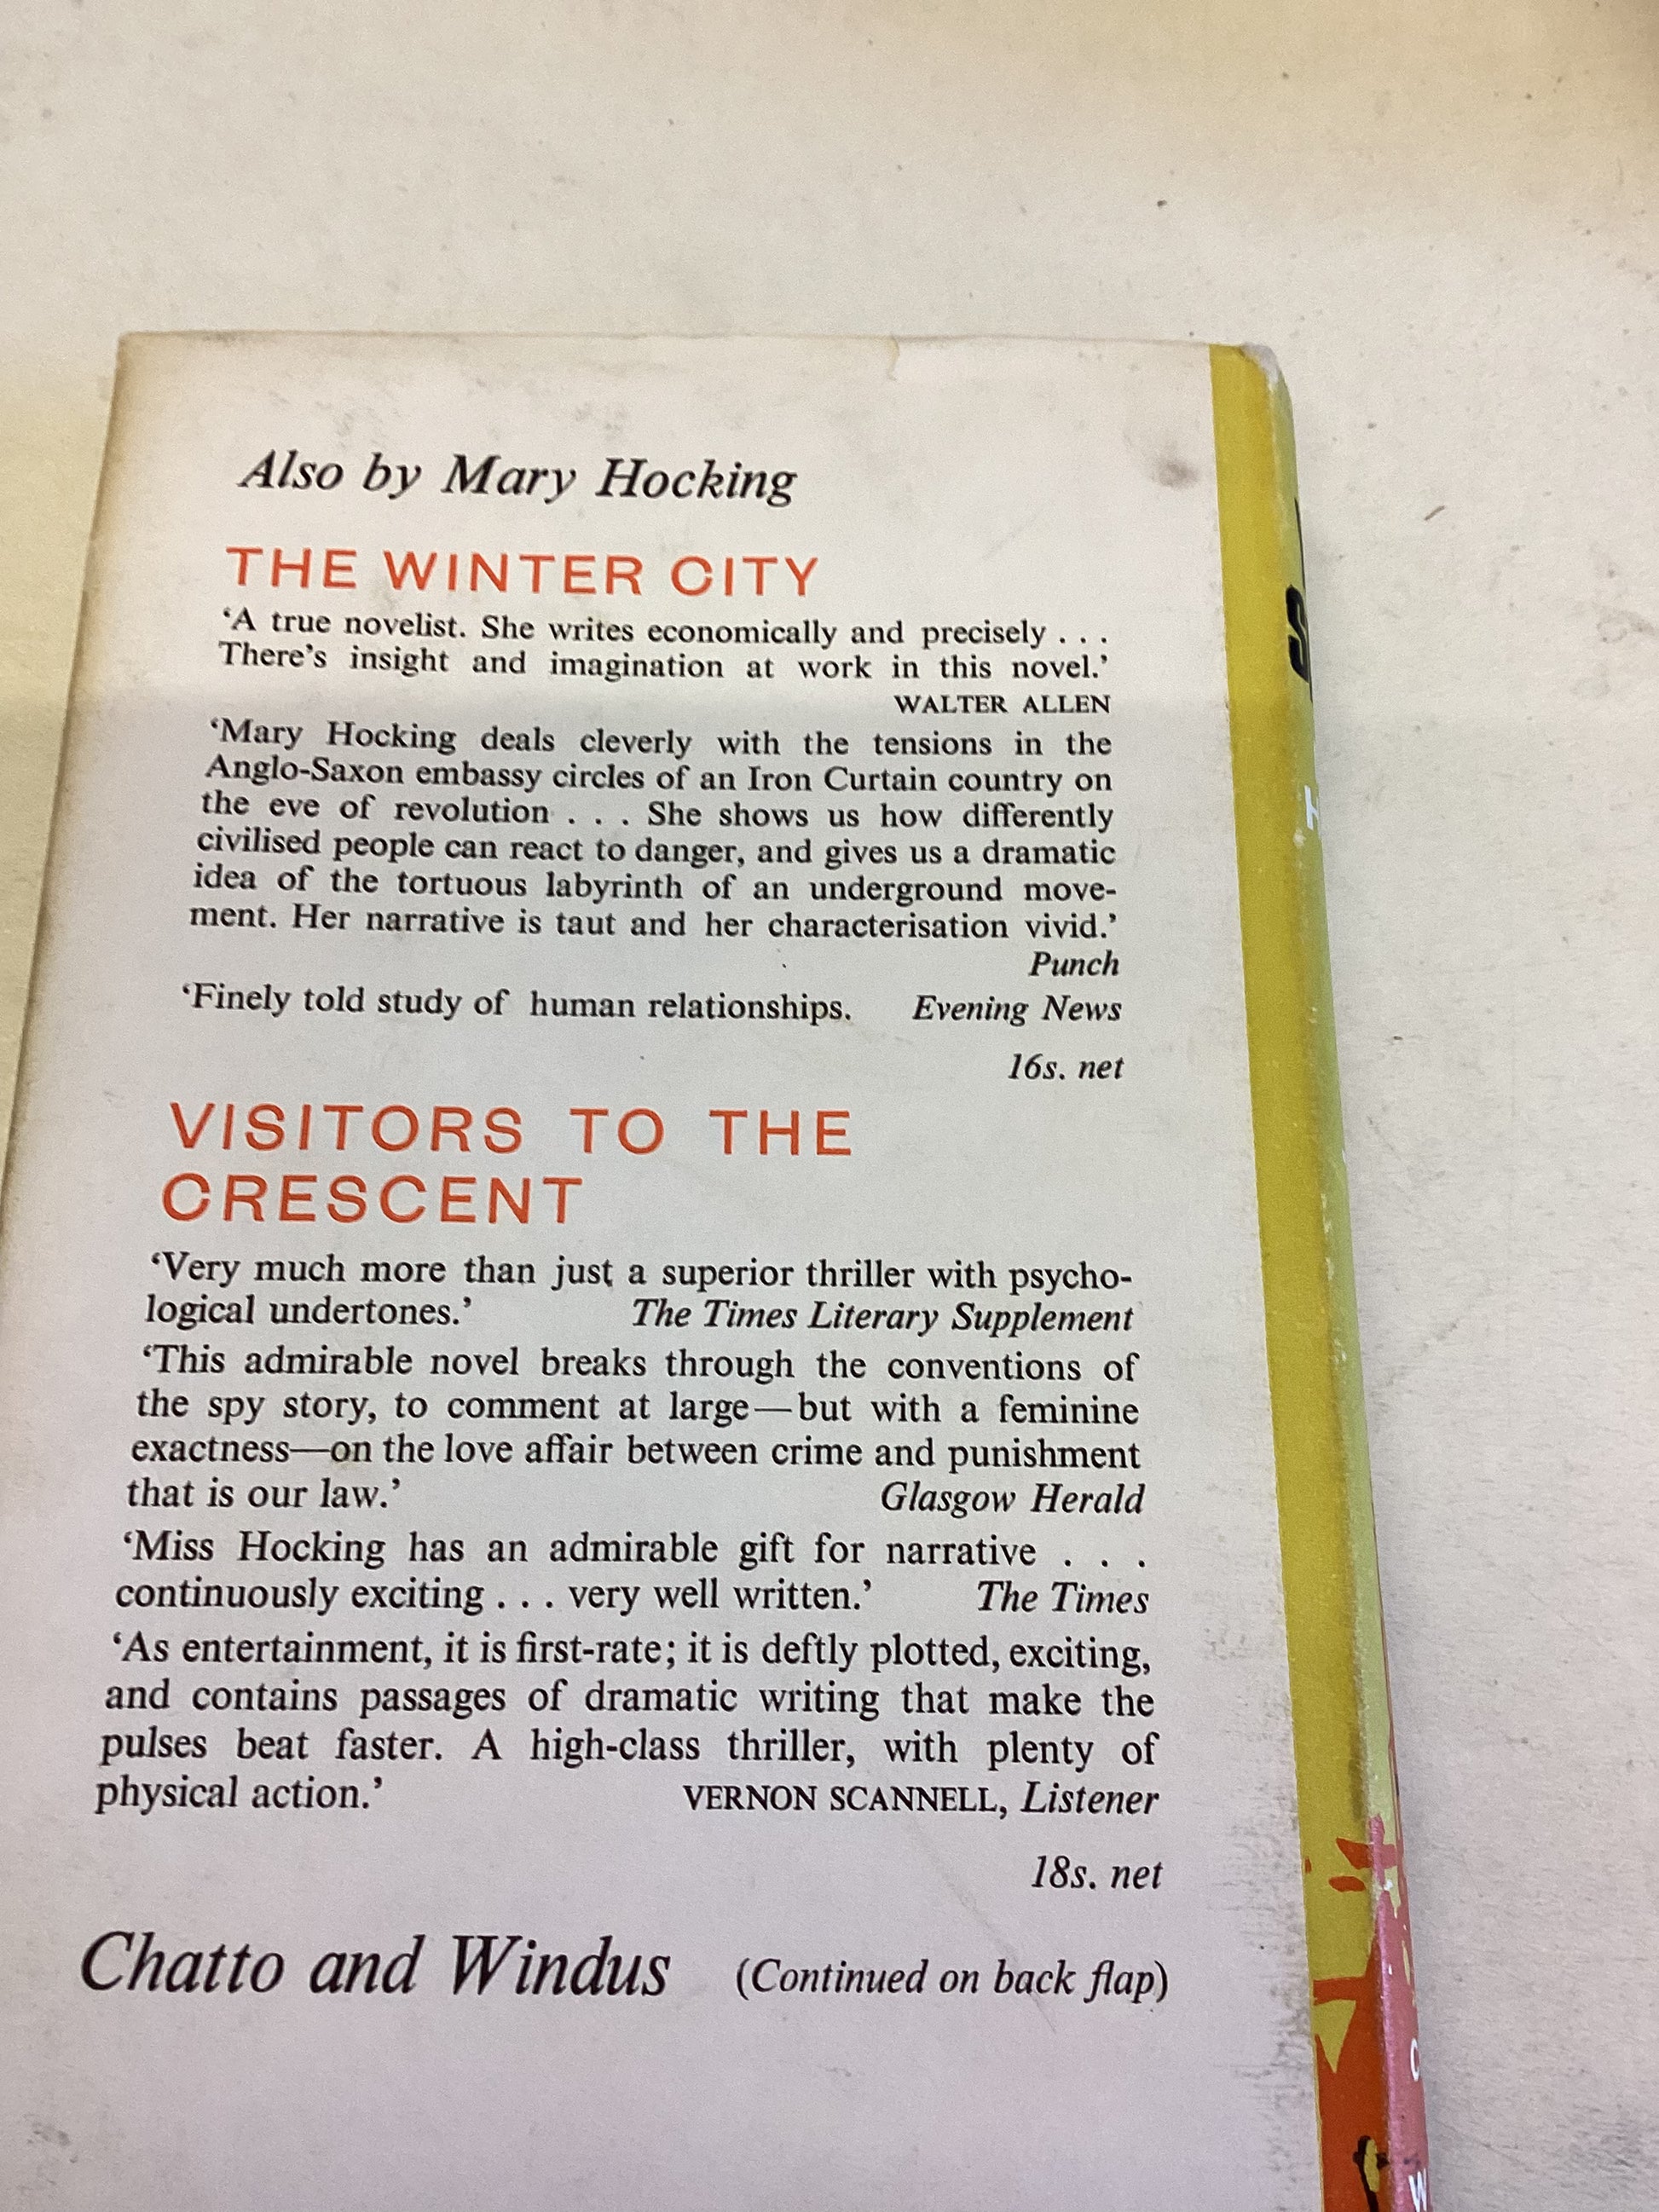 Also by Mary Hocking
THE WINTER CITY
‘A true novelist. She writes economically and precisely . . .
There’s insight and imagination at work in this novel.’
WALTER ALLEN
‘Mary Hocking deals cleverly with the tensions in the
Anglo-Saxon embassy circles of an Iron Curtain country on
the eve of revolution . . . She shows us how differently
civilised people can react to danger, and gives us a dramatic
idea of the tortuous labyrinth of an underground move-
ment. Her narrative is taut and her characterisation vivid.’
Punch
‘Finely told study of human relationships. Evening News
16s. net
VISITORS TO THE
CRESCENT
‘Very much more than just a superior thriller with psycho-
logical undertones.’ The Times Literary Supplement
‘This admirable novel breaks through the conventions of
the spy story, to comment at large—but with a feminine
exactness—on the love affair between crime and punishment
that is our law.’ Glasgow Herald
‘Miss Hocking has an admirable gift for narrative . . .
continuously exciting . . . very well written.’ The Times
‘As entertainment, it is first-rate; it is deftly plotted, exciting,
and contains passages of dramatic writing that make the
pulses beat faster. A high-class thriller, with plenty of
physical action.’ VERNON SCANNELL, Listener
18s. net
Chatto and Windus (Continued on back flap)